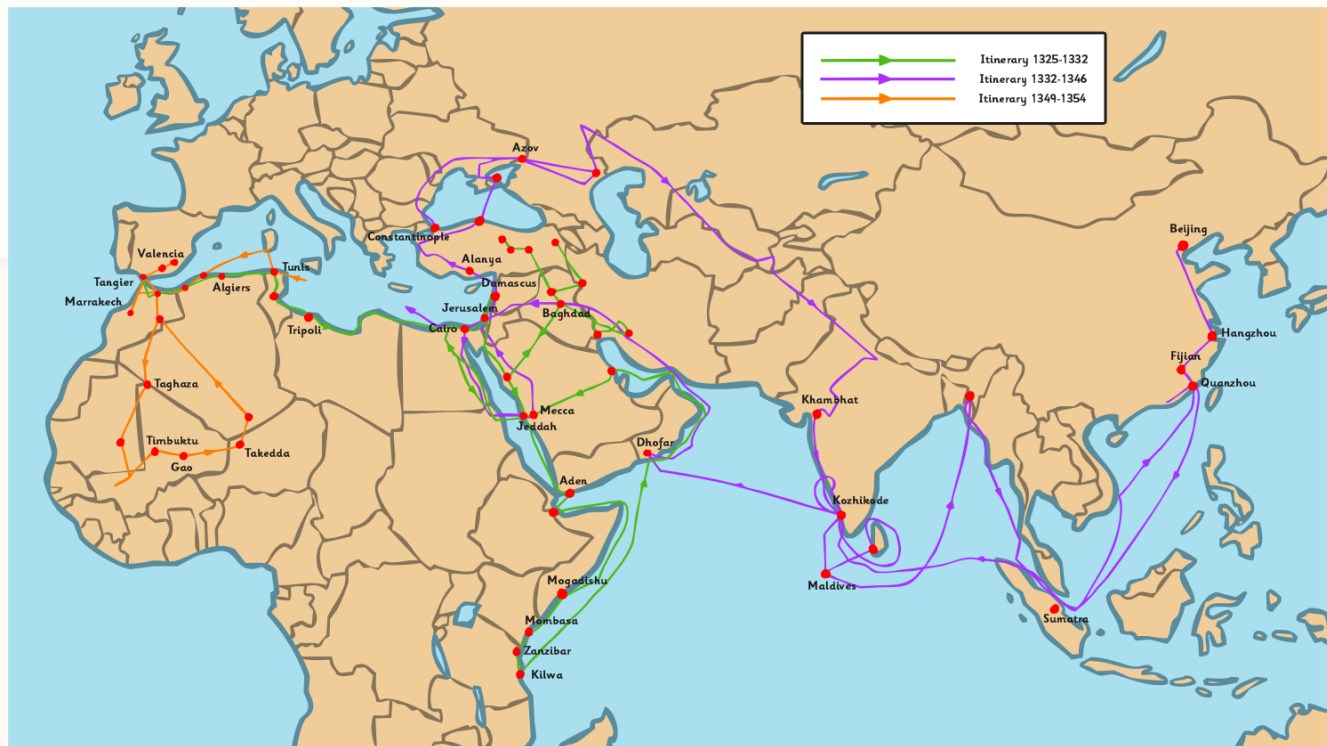 Itinerary 1325-1332
Itinerary 1332-1346
Itinerary 1349-1354
Azov
Beijing
Constantinople
Valencia
Alanya
Tunis
Tangier
Algiers
Damascus
Marrakech
Jerusalem
Baghdad
Tripoli
Cairo
Hangzhou
Fijian
Taghaza
Quanzhou
Khambhat
Mecca
Jeddah
Timbuktu
Dhofar
Takedda
Gao
Aden
Kozhikode
Mogadishu
Maldives
Mombasa
Sumatra
Zanzibar
Kilwa